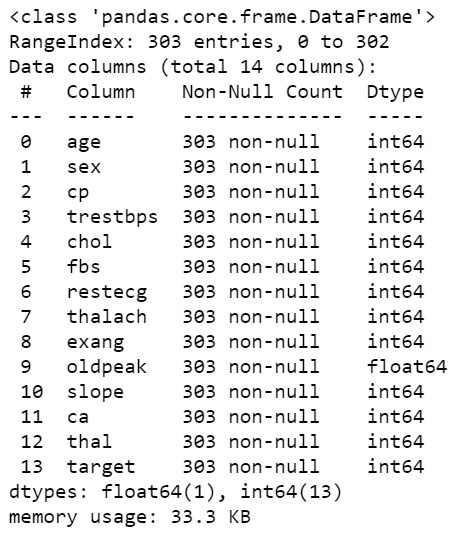 <class 'pandas.core.frame.DataFrame'>
RangeIndex: 303 entries, 0 to 302
Data columns (total 14 columns):
 #   Column    Non-Null Count  Dtype
---  ------    --------------  -----
 0   age       303 non-null    int64
 1   sex       303 non-null    int64
 2   cp        303 non-null    int64
 3   trestbps  303 non-null    int64
 4   chol      303 non-null    int64
 5   fbs       303 non-null    int64
 6   restecg   303 non-null    int64
 7   thalach   303 non-null    int64
 8   exang     303 non-null    int64
 9   oldpeak   303 non-null    float64
 10  slope     303 non-null    int64
 11  ca        303 non-null    int64
 12  thal      303 non-null    int64
 13  target    303 non-null    int64
dtypes: float64(1), int64(13)
memory usage: 33.3 KB